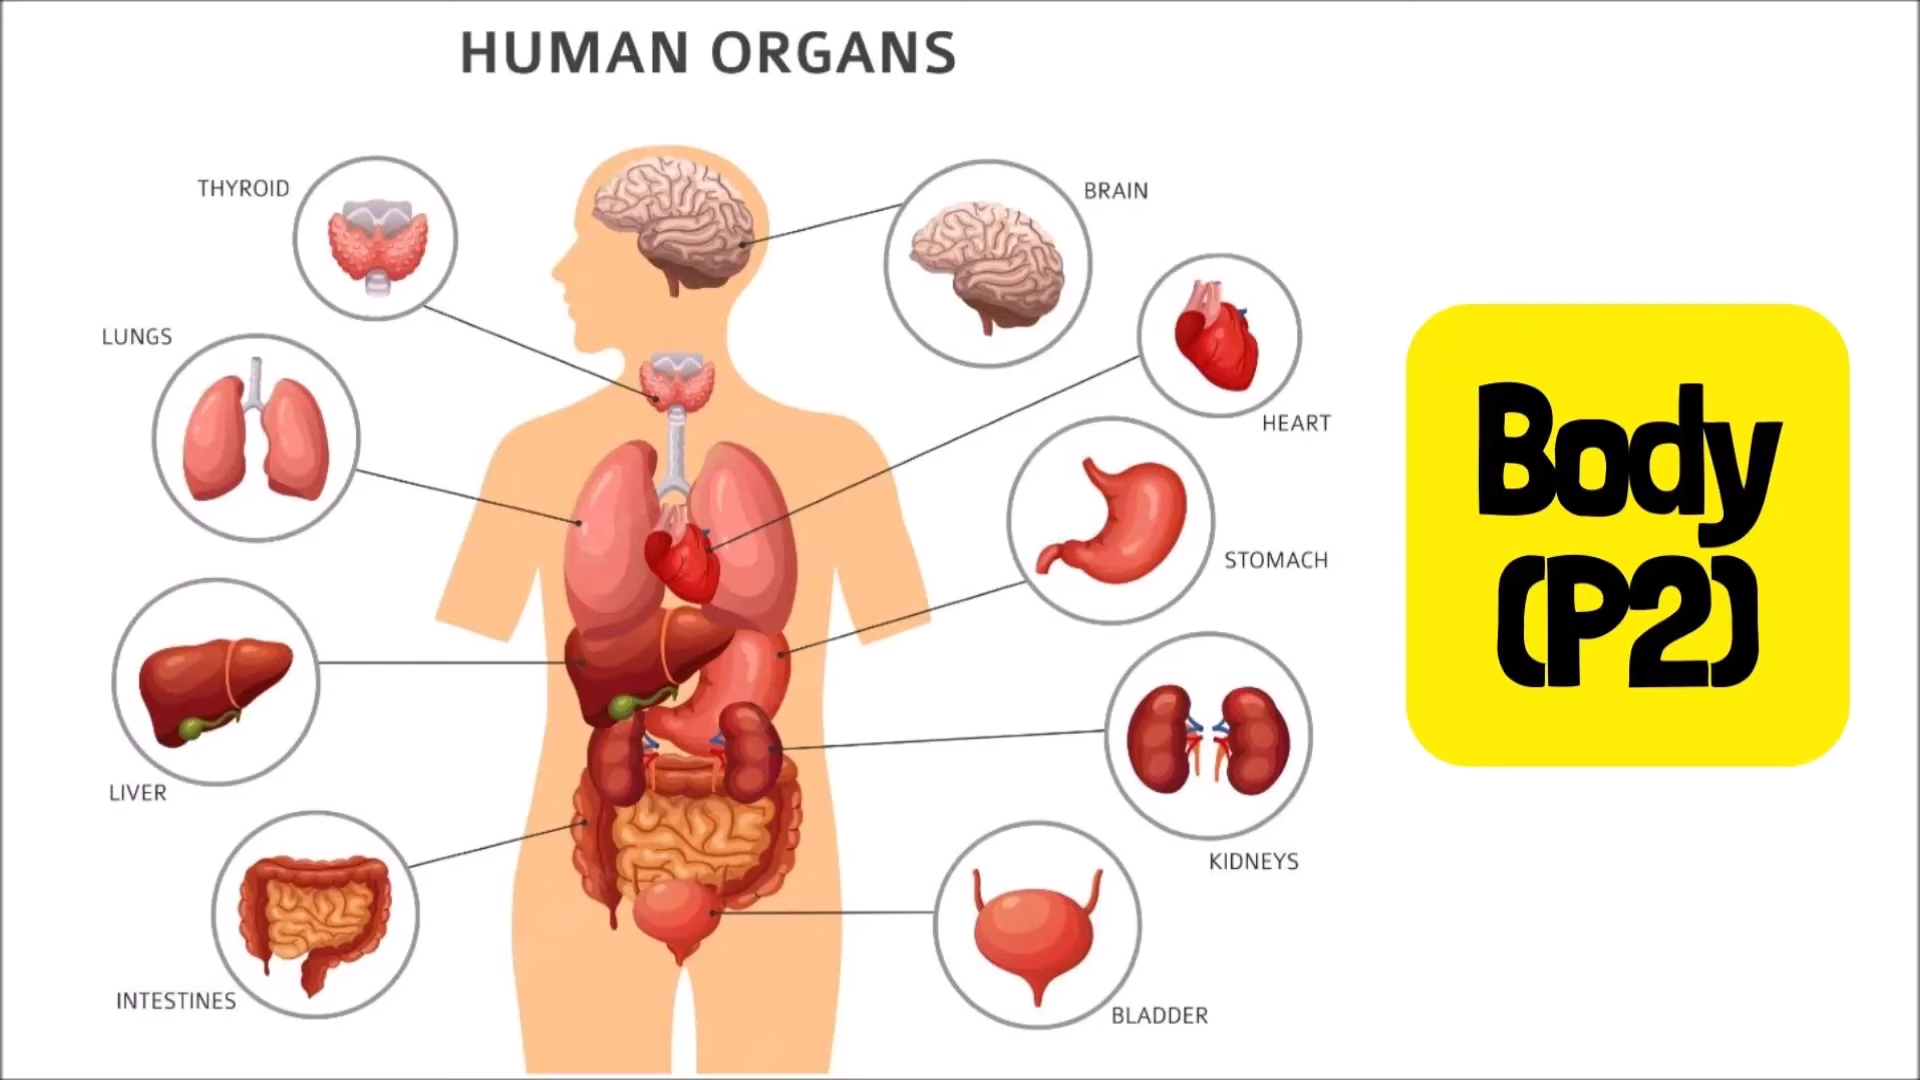 HUMAN ORGANS
THYROID
BRAIN
LUNGS
HEART
STOMACH
LIVER
KIDNEYS
INTESTINES
BLADDER
Body
(P2)